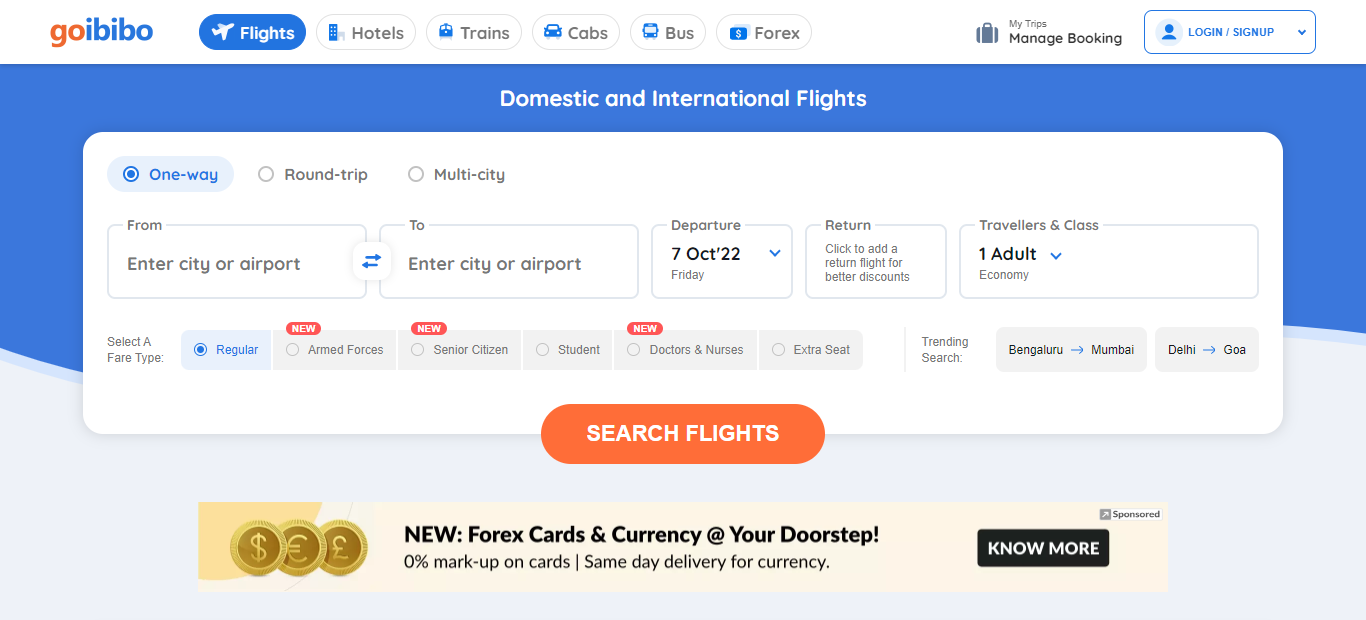 goibibo
Flights
Hotels
Trains
Cabs
Bus
Forex
My Trips
Manage Booking
LOGIN / SIGNUP
Domestic and International Flights
One-way
Round-trip
Multi-city
From
Enter city or airport
To
Enter city or airport
Departure
7 Oct'22
Friday
Return
Click to add a
return flight for
better discounts
Travellers & Class
1 Adult
Economy
Select A
Fare Type:
Regular
NEW
Armed Forces
NEW
Senior Citizen
Student
NEW
Doctors & Nurses
Extra Seat
Trending
Search:
Bengaluru → Mumbai
Delhi → Goa
SEARCH FLIGHTS
$ € £
NEW: Forex Cards & Currency @ Your Doorstep!
0% mark-up on cards | Same day delivery for currency.
Sponsored
KNOW MORE